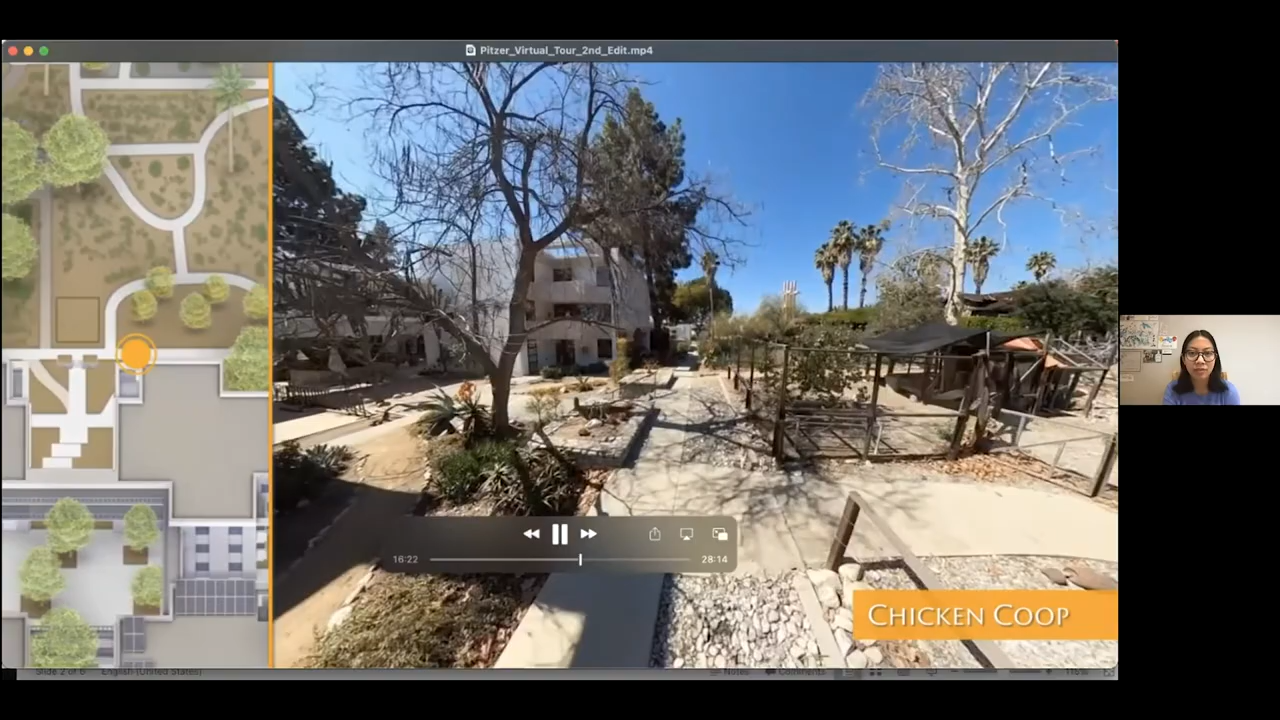 Pitzer_Virtual_Tour_2nd_Edit.mp4
16:22
28:14
CHICKEN COOP
English (United States)
Notes
Comments